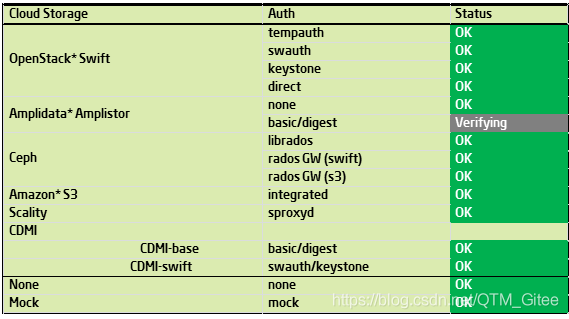 Cloud Storage Auth Status
OpenStack* Swift tempauth OK
swauth OK
keystone OK
direct OK
Amplidata* Amplistor none OK
basic/digest Verifying
Ceph librados OK
rados GW (swift) OK
rados GW (s3) OK
Amazon* S3 integrated OK
Scality sproxyd OK
CDMI
CDMI-base basic/digest OK
CDMI-swift swauth/keystone OK
None none OK
Mock mock OK
https://blog.csdn.net/QTM_Gitee